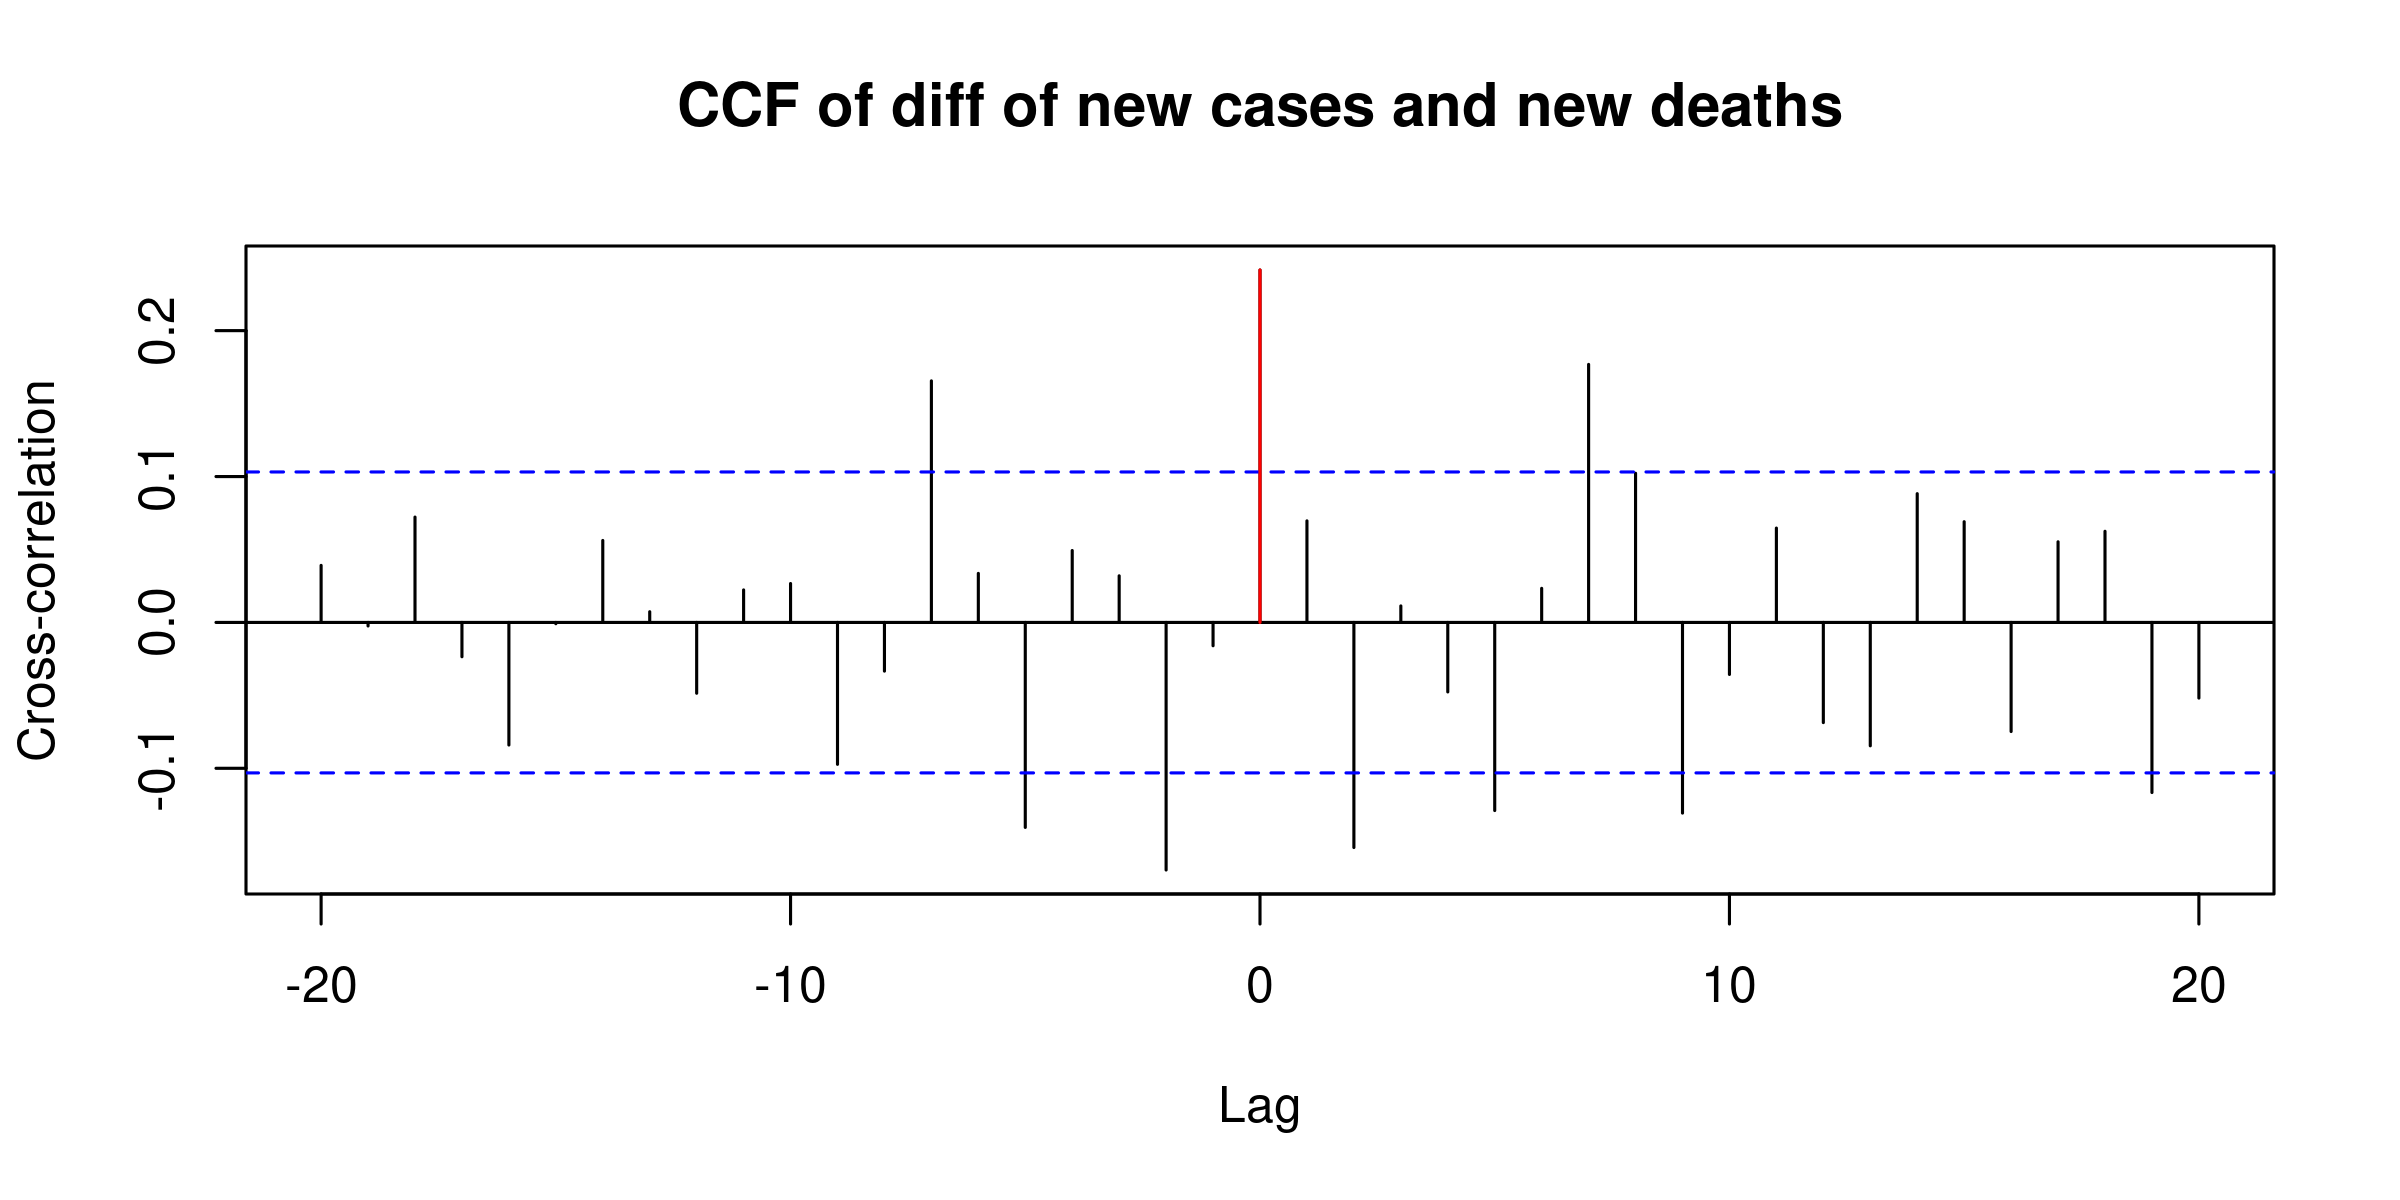 CCF of diff of new cases and new deaths
Cross-correlation
0.2
0.1
0.0
-0.1
-20 -10 0 10 20
Lag